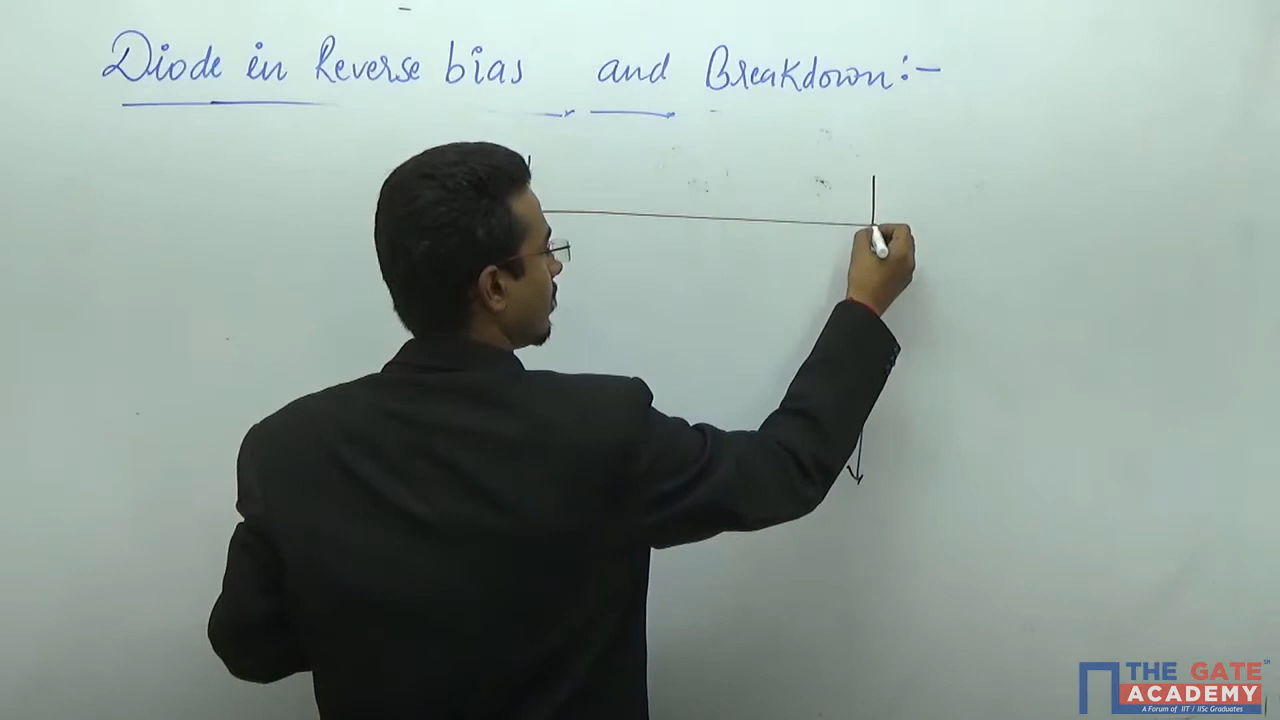 Diode in Reverse bias and Breakdown:-
THE GATE
ACADEMY
A Forum of IIT / IISc Graduates